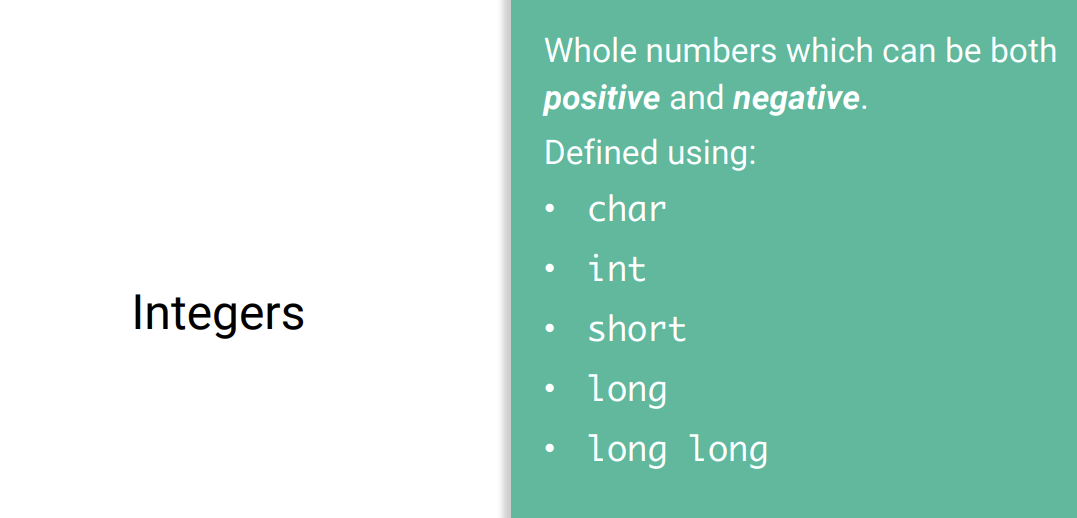 Integers
Whole numbers which can be both
positive and negative.
Defined using:
• char
• int
• short
• long
• long long